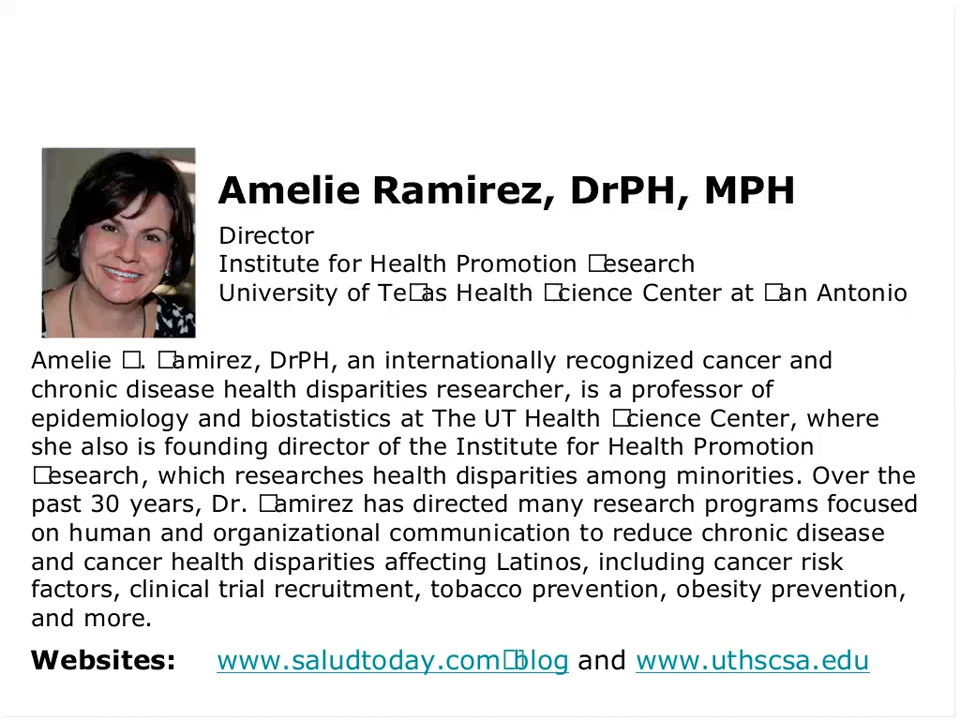 Amelie Ramirez, DrPH, MPH
Director
Institute for Health Promotion □esearch
University of Te□as Health □cience Center at □an Antonio
Amelie □. □amirez, DrPH, an internationally recognized cancer and
chronic disease health disparities researcher, is a professor of
epidemiology and biostatistics at The UT Health □cience Center, where
she also is founding director of the Institute for Health Promotion
□esearch, which researches health disparities among minorities. Over the
past 30 years, Dr. □amirez has directed many research programs focused
on human and organizational communication to reduce chronic disease
and cancer health disparities affecting Latinos, including cancer risk
factors, clinical trial recruitment, tobacco prevention, obesity prevention,
and more.
Websites: www.saludtoday.com□blog and www.uthscsa.edu